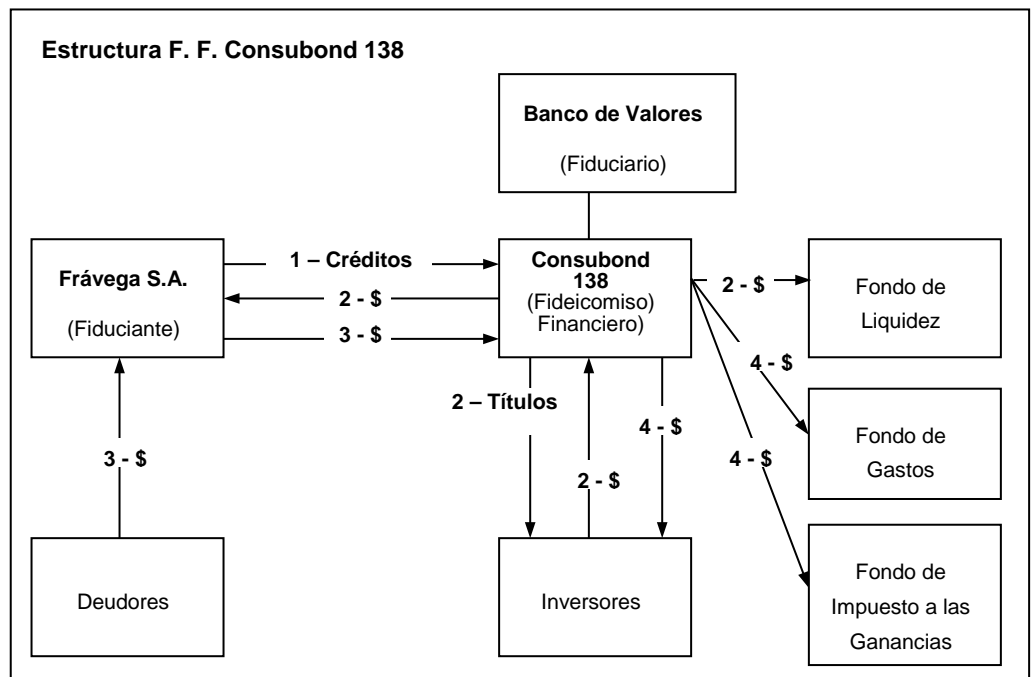 Estructura F. F. Consubond 138
Banco de Valores
(Fiduciario)
Frávega S.A.
(Fiduciante)
1 – Créditos
2 - $
3 - $
Consubond
138
(Fideicomiso)
Financiero)
2 - $
Fondo de
Liquidez
4 - $
Fondo de
Gastos
4 - $
Fondo de
Impuesto a las
Ganancias
3 - $
2 – Títulos
2 - $
4 - $
Deudores
Inversores